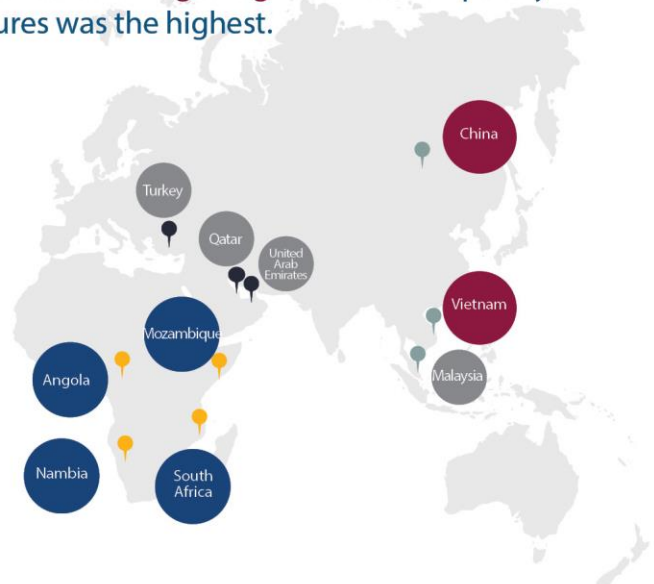 ures was the highest.
China
Turkey
Qatar
United
Arab
Emirates
Mozambique
Vietnam
Angola
Malaysia
Nambia
South
Africa